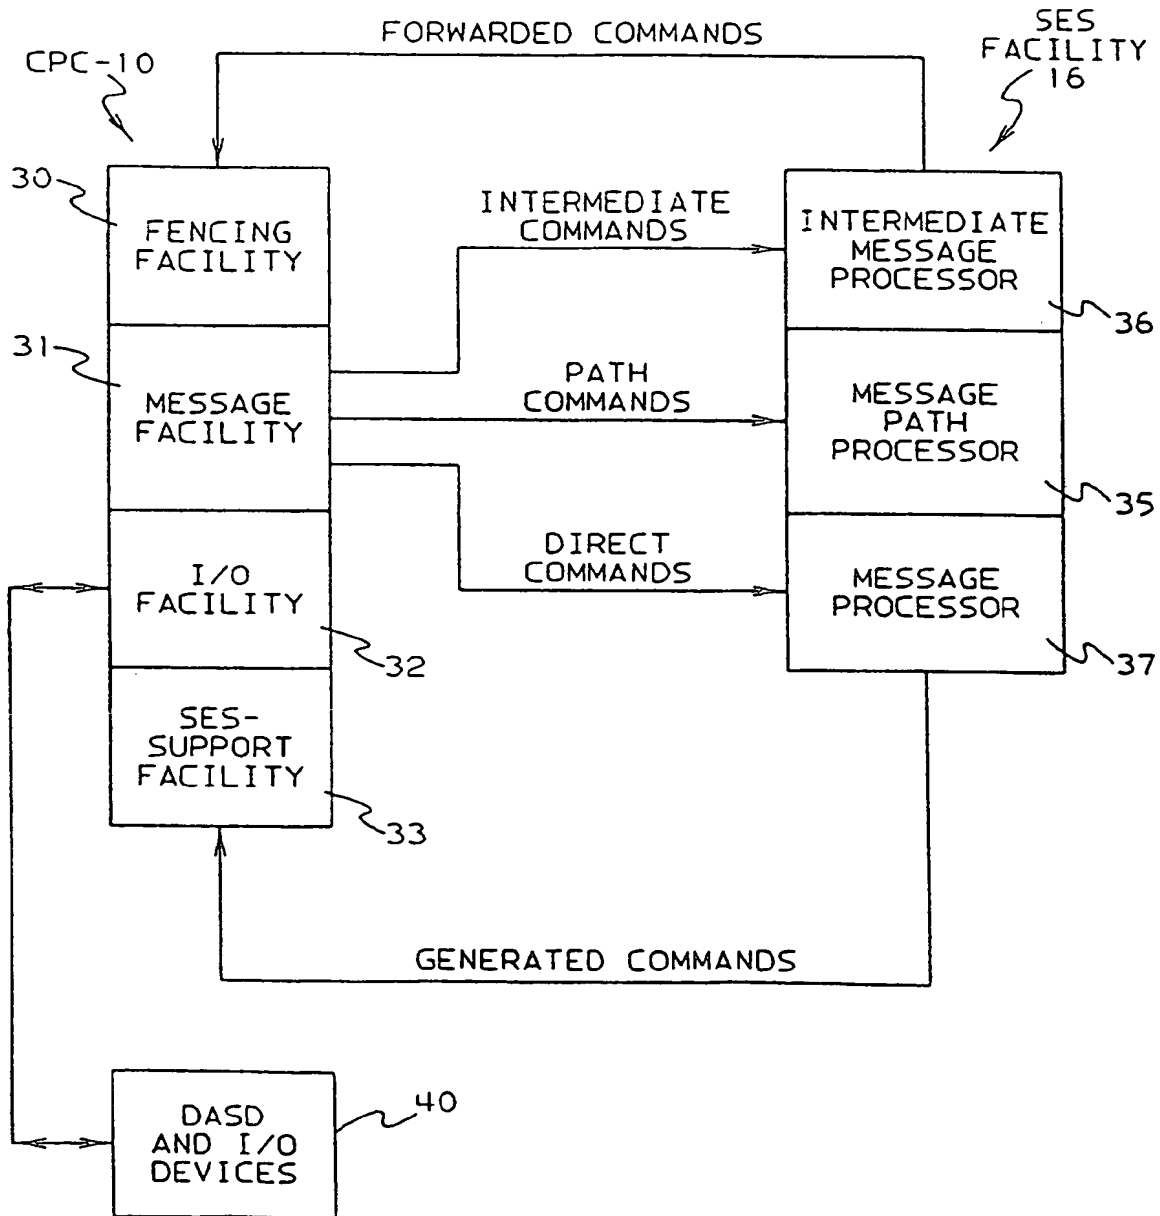 FORWARDED COMMANDS
SES
FACILITY
16
CPC-10
30
FENCING
FACILITY
INTERMEDIATE
COMMANDS
INTERMEDIATE
MESSAGE
PROCESSOR
36
31
MESSAGE
FACILITY
PATH
COMMANDS
MESSAGE
PATH
PROCESSOR
35
I/O
FACILITY
32
DIRECT
COMMANDS
MESSAGE
PROCESSOR
37
SES-
SUPPORT
FACILITY
33
GENERATED COMMANDS
DASD
AND I/O
DEVICES
40